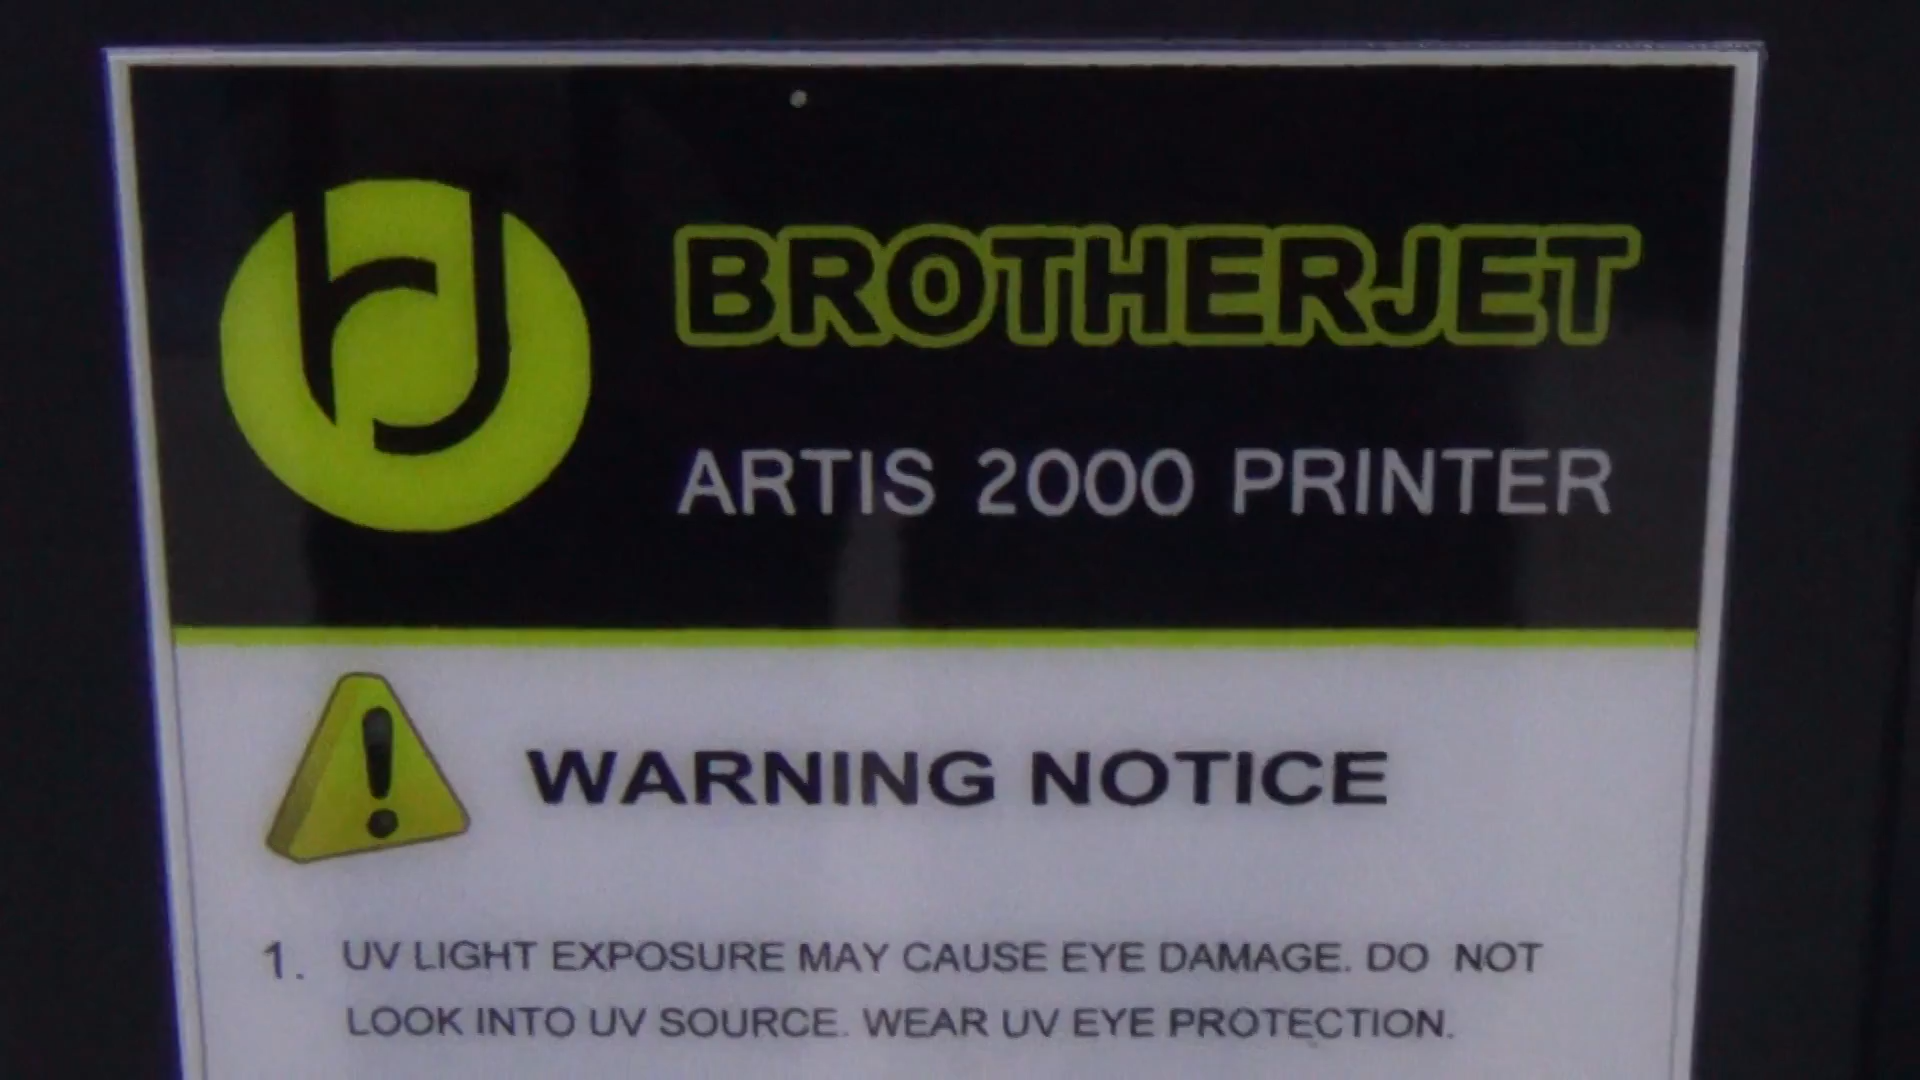 BROTHERJET
ARTIS 2000 PRINTER
WARNING NOTICE
1. UV LIGHT EXPOSURE MAY CAUSE EYE DAMAGE. DO NOT
LOOK INTO UV SOURCE. WEAR UV EYE PROTECTION.